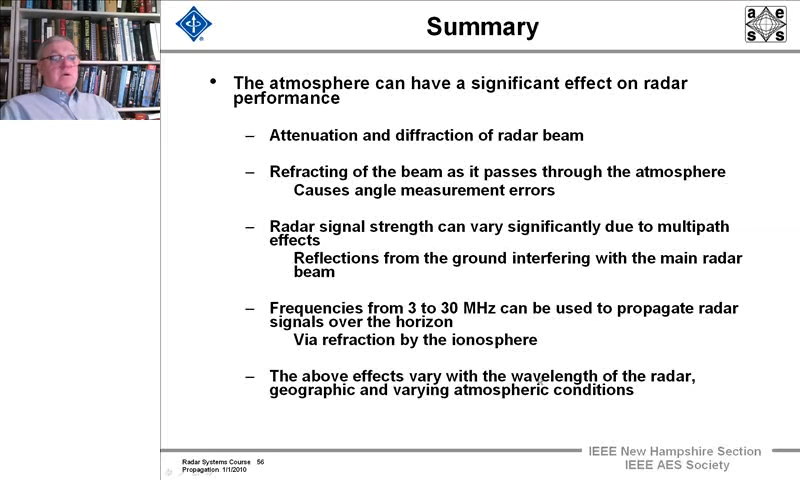 Summary
a e
s s
• The atmosphere can have a significant effect on radar
performance
– Attenuation and diffraction of radar beam
– Refracting of the beam as it passes through the atmosphere
Causes angle measurement errors
– Radar signal strength can vary significantly due to multipath
effects
Reflections from the ground interfering with the main radar
beam
– Frequencies from 3 to 30 MHz can be used to propagate radar
signals over the horizon
Via refraction by the ionosphere
– The above effects vary with the wavelength of the radar,
geographic and varying atmospheric conditions
Radar Systems Course 56
Propagation 1/1/2010
IEEE New Hampshire Section
IEEE AES Society